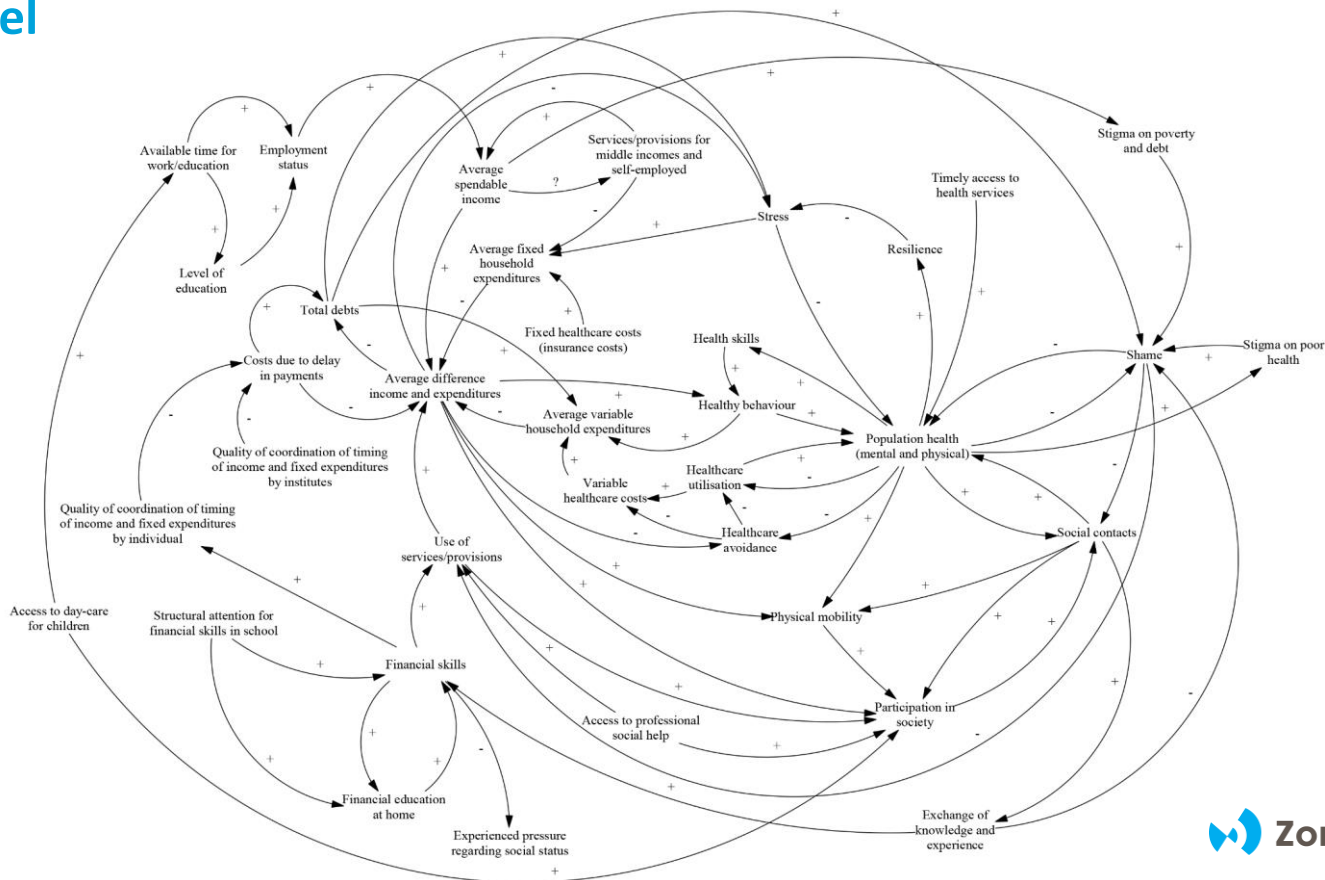 el
Available time for
work/education
Employment
status
Level of
education
Average
spendable
income
Services/provisions for
middle incomes and
self-employed
?
Stigma on poverty
and debt
Timely access to
health services
Stress
Resilience
Average fixed
household
expenditures
Total debts
Fixed healthcare costs
(insurance costs)
Health skills
Shame
Stigma on poor
health
Costs due to delay
in payments
Average difference
income and expenditures
Healthy behaviour
Average variable
household expenditures
Population health
(mental and physical)
Quality of coordination of timing
of income and fixed expenditures
by institutes
Healthcare
utilisation
Variable
healthcare costs
Quality of coordination of timing
of income and fixed expenditures
by individual
Use of
services/provisions
Healthcare
avoidance
Social contacts
Access to day-care
for children
Structural attention for
financial skills in school
Physical mobility
Financial skills
Participation in
society
Access to professional
social help
Financial education
at home
Experienced pressure
regarding social status
Exchange of
knowledge and
experience